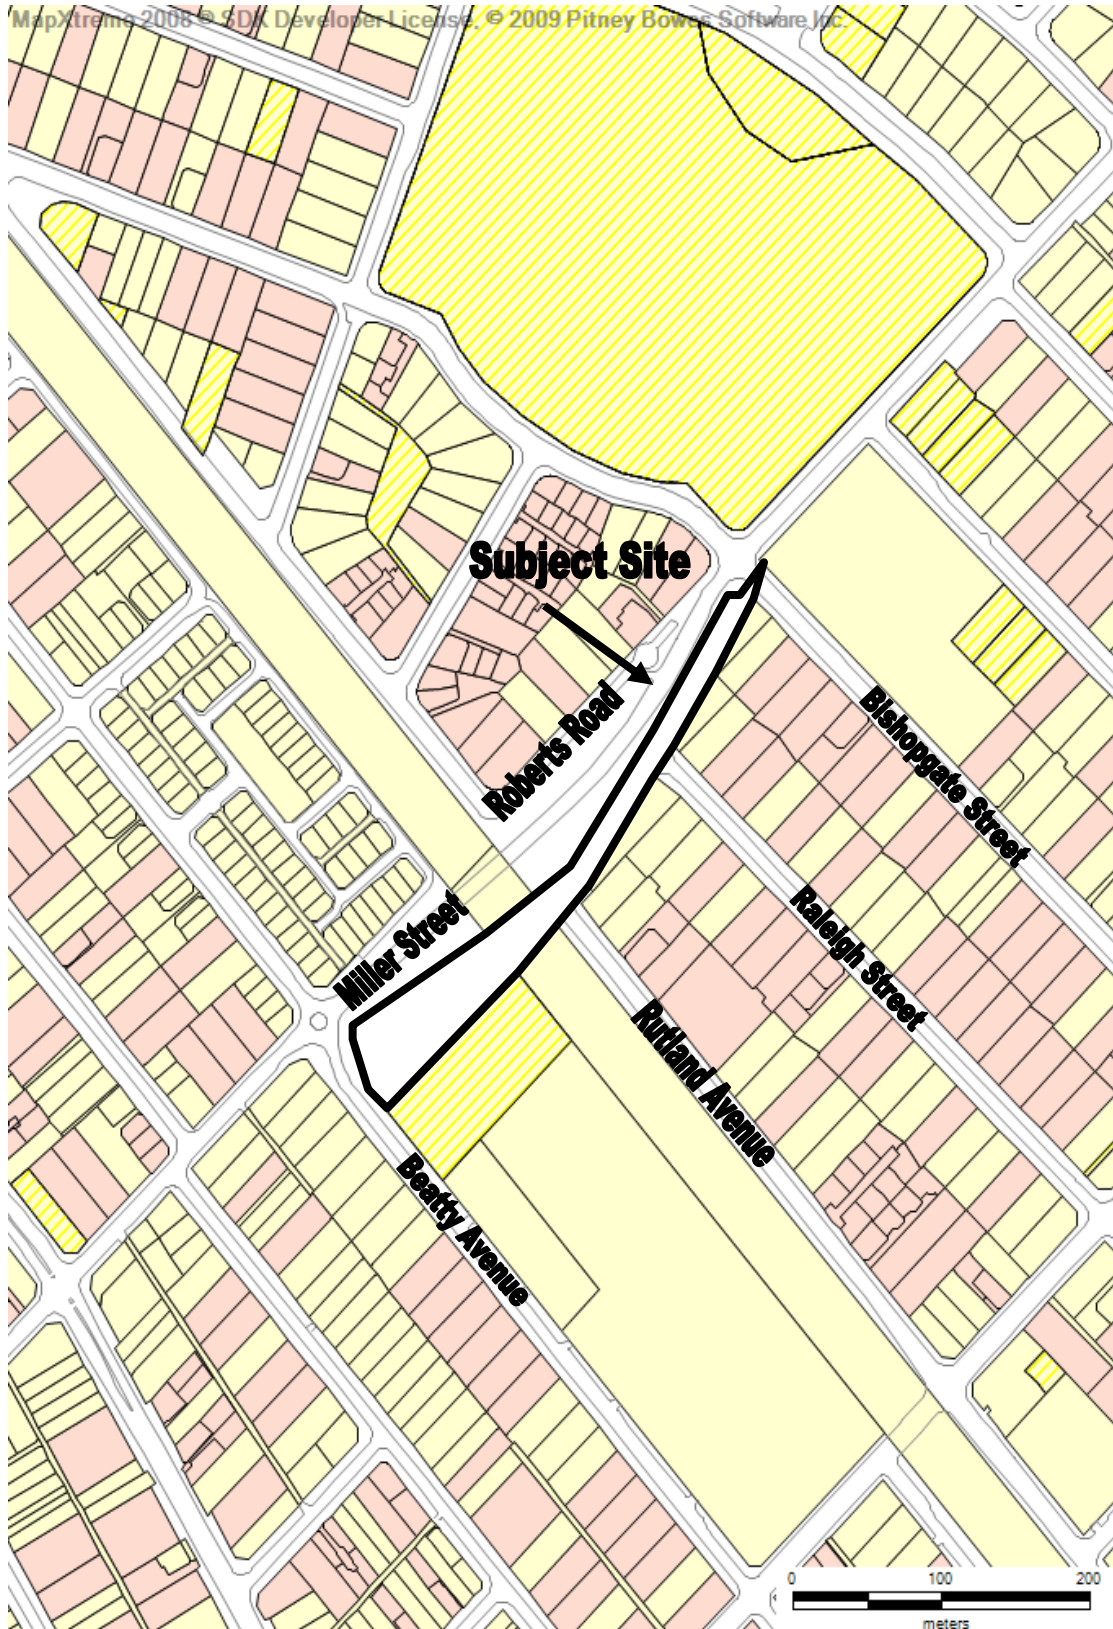 MapXtreme 2008 ® SDK Developer License. © 2009 Pitney Bowes Software Inc.
Subject Site
Roberts Road
Bishopgate Street
Miller Street
Raleigh Street
Rutland Avenue
Beatty Avenue
0 100 200
meters